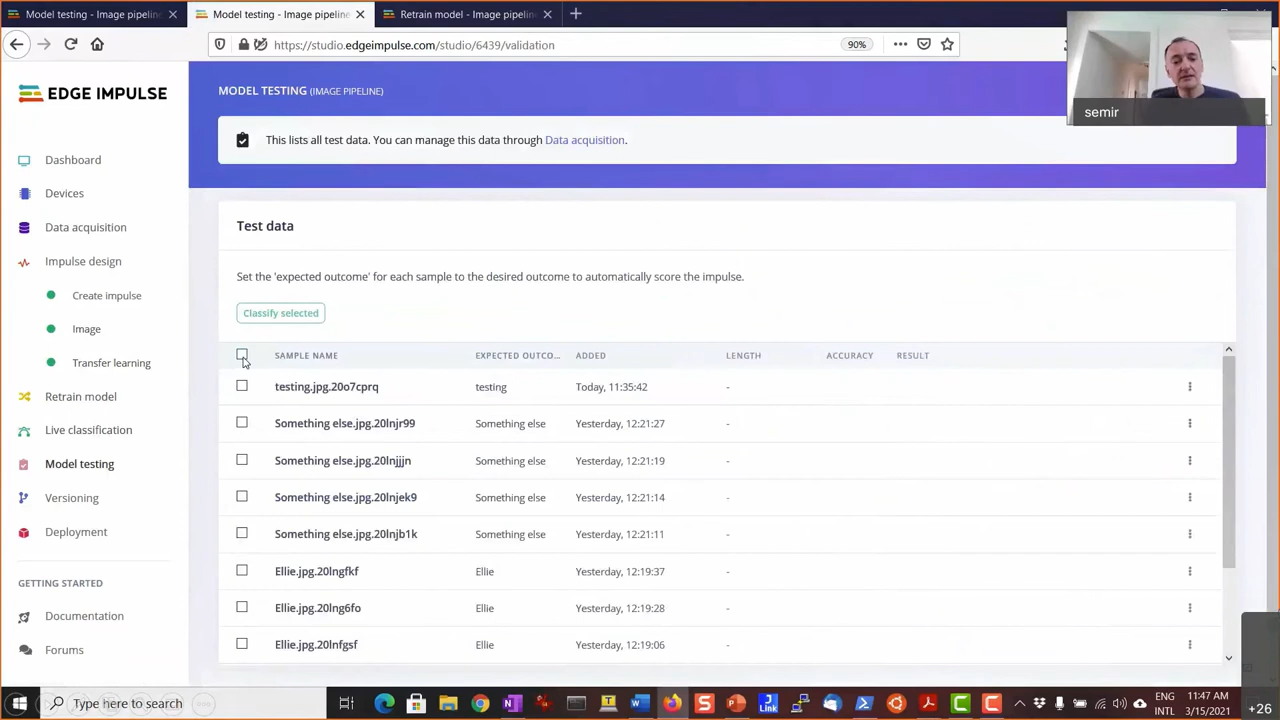 Model testing - Image pipeline
Model testing - Image pipeline
Retrain model - Image pipeline
https://studio.edgeimpulse.com/studio/6439/validation
90%
semir
EDGE IMPULSE
Dashboard
Devices
Data acquisition
Impulse design
Create impulse
Image
Transfer learning
Retrain model
Live classification
Model testing
Versioning
Deployment
GETTING STARTED
Documentation
Forums
MODEL TESTING (IMAGE PIPELINE)
This lists all test data. You can manage this data through Data acquisition.
Test data
Set the 'expected outcome' for each sample to the desired outcome to automatically score the impulse.
Classify selected
SAMPLE NAME EXPECTED OUTCO... ADDED LENGTH ACCURACY RESULT
testing.jpg.20o7cprq testing Today, 11:35:42 -
Something else.jpg.20lnjr99 Something else Yesterday, 12:21:27 -
Something else.jpg.20lnjjjn Something else Yesterday, 12:21:19 -
Something else.jpg.20lnjek9 Something else Yesterday, 12:21:14 -
Something else.jpg.20lnjb1k Something else Yesterday, 12:21:11 -
Ellie.jpg.20lngfkf Ellie Yesterday, 12:19:37 -
Ellie.jpg.20lng6fo Ellie Yesterday, 12:19:28 -
Ellie.jpg.20lnfgsf Ellie Yesterday, 12:19:06 -
Type here to search
ENG
INTL
11:47 AM
3/15/2021
+26